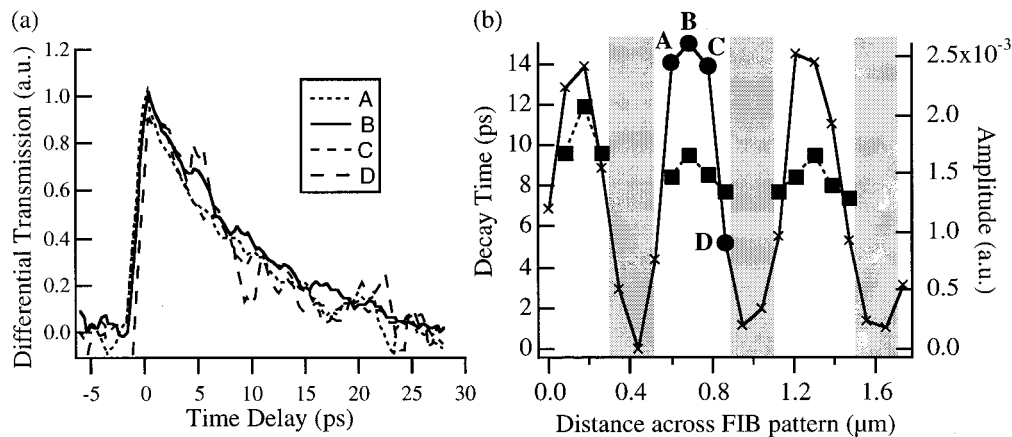 (a)
Differential Transmission (a.u.)
1.2
1.0
0.8
0.6
0.4
0.2
0.0
A
B
C
D
-5
0
5
10
15
20
25
30
Time Delay (ps)
(b)
Decay Time (ps)
14
12
10
8
6
4
2
0
A
B
C
D
2.5x10-3
2.0
1.5
1.0
0.5
0.0
Amplitude (a.u.)
0.0
0.4
0.8
1.2
1.6
Distance across FIB pattern (μm)